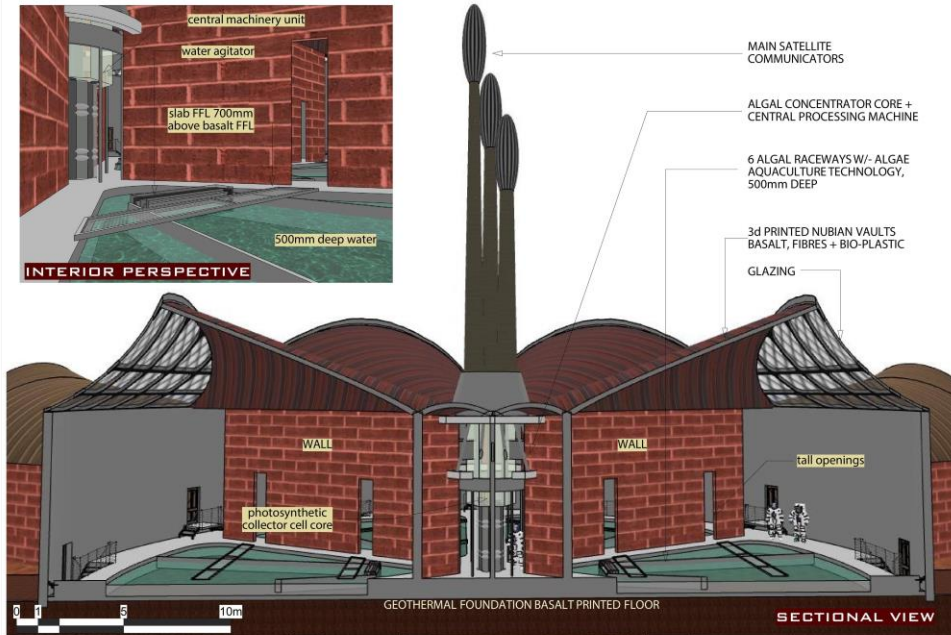 central machinery unit
water agitator
slab FFL 700mm
above basalt FFL
500mm deep water
INTERIOR PERSPECTIVE
MAIN SATELLITE
COMMUNICATORS
ALGAL CONCENTRATOR CORE +
CENTRAL PROCESSING MACHINE
6 ALGAL RACEWAYS W/- ALGAE
AQUACULTURE TECHNOLOGY,
500mm DEEP
3d PRINTED NUBIAN VAULTS
BASALT, FIBRES + BIO-PLASTIC
GLAZING
WALL
WALL
tall openings
photosynthetic
collector cell core
GEOTHERMAL FOUNDATION BASALT PRINTED FLOOR
0 1 5 10m
SECTIONAL VIEW